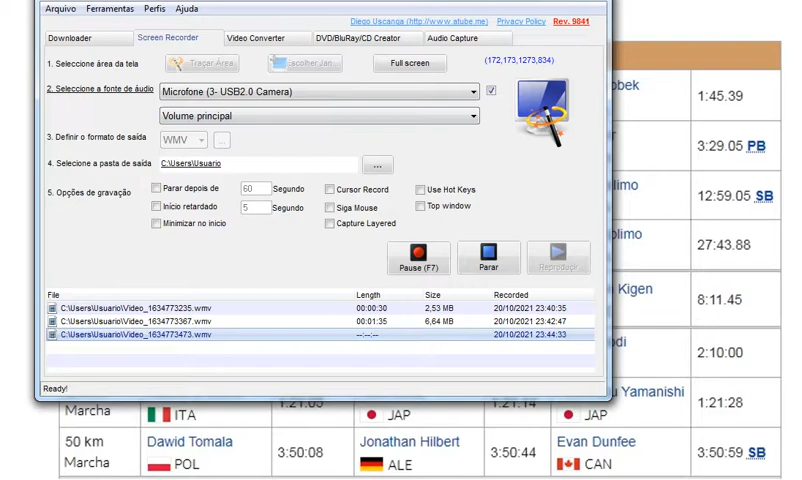 Arquivo Ferramentas Perfis Ajuda
Diego Uscanga (http://www.atube.me) Privacy Policy Rev. 9841
Downloader Screen Recorder Video Converter DVD/BluRay/CD Creator Audio Capture
1. Seleccione área da tela Traçar Área Escolher Jan Full screen (172,173,1273,834)
2. Seleccione a fonte de áudio Microfone (3- USB2.0 Camera)
Volume principal
3. Definir o formato de saída WMV ...
4. Selecione a pasta de saída C:\Users\Usuario ...
5. Opções de gravação Parar depois de 60 Segundo Cursor Record Use Hot Keys
Início retardado 5 Segundo Siga Mouse Top window
Minimizar no inicio Capture Layered
Pause (F7) Parar Reproducir
File Length Size Recorded
C:\Users\Usuario\Video_1634773235.wmv 00:00:30 2,53 MB 20/10/2021 23:40:35
C:\Users\Usuario\Video_1634773367.wmv 00:01:35 6,64 MB 20/10/2021 23:42:47
C:\Users\Usuario\Video_1634773473.wmv --:--:-- 20/10/2021 23:44:33
Ready!
1:45.39
3:29.05 PB
12:59.05 SB
27:43.88
Kigen
8:11.45
2:10:00
Yamanishi
Marcha ITA JAP JAP 1:21:28
50 km Dawid Tomala 3:50:08 Jonathan Hilbert 3:50:44 Evan Dunfee 3:50:59 SB
Marcha POL ALE CAN